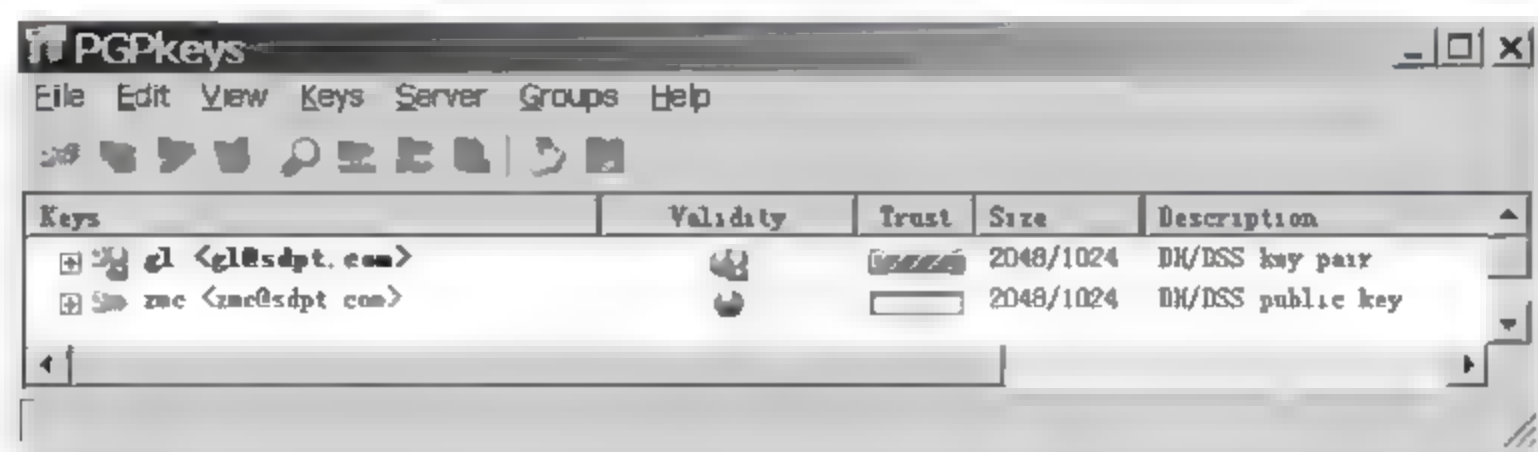 PGPkeys
File Edit View Keys Server Groups Help
Keys Validity Trust Size Description
gl <gl@sdpt.com> 2048/1024 DH/DSS key pair
zmc <zmc@sdpt com> 2048/1024 DH/DSS public key